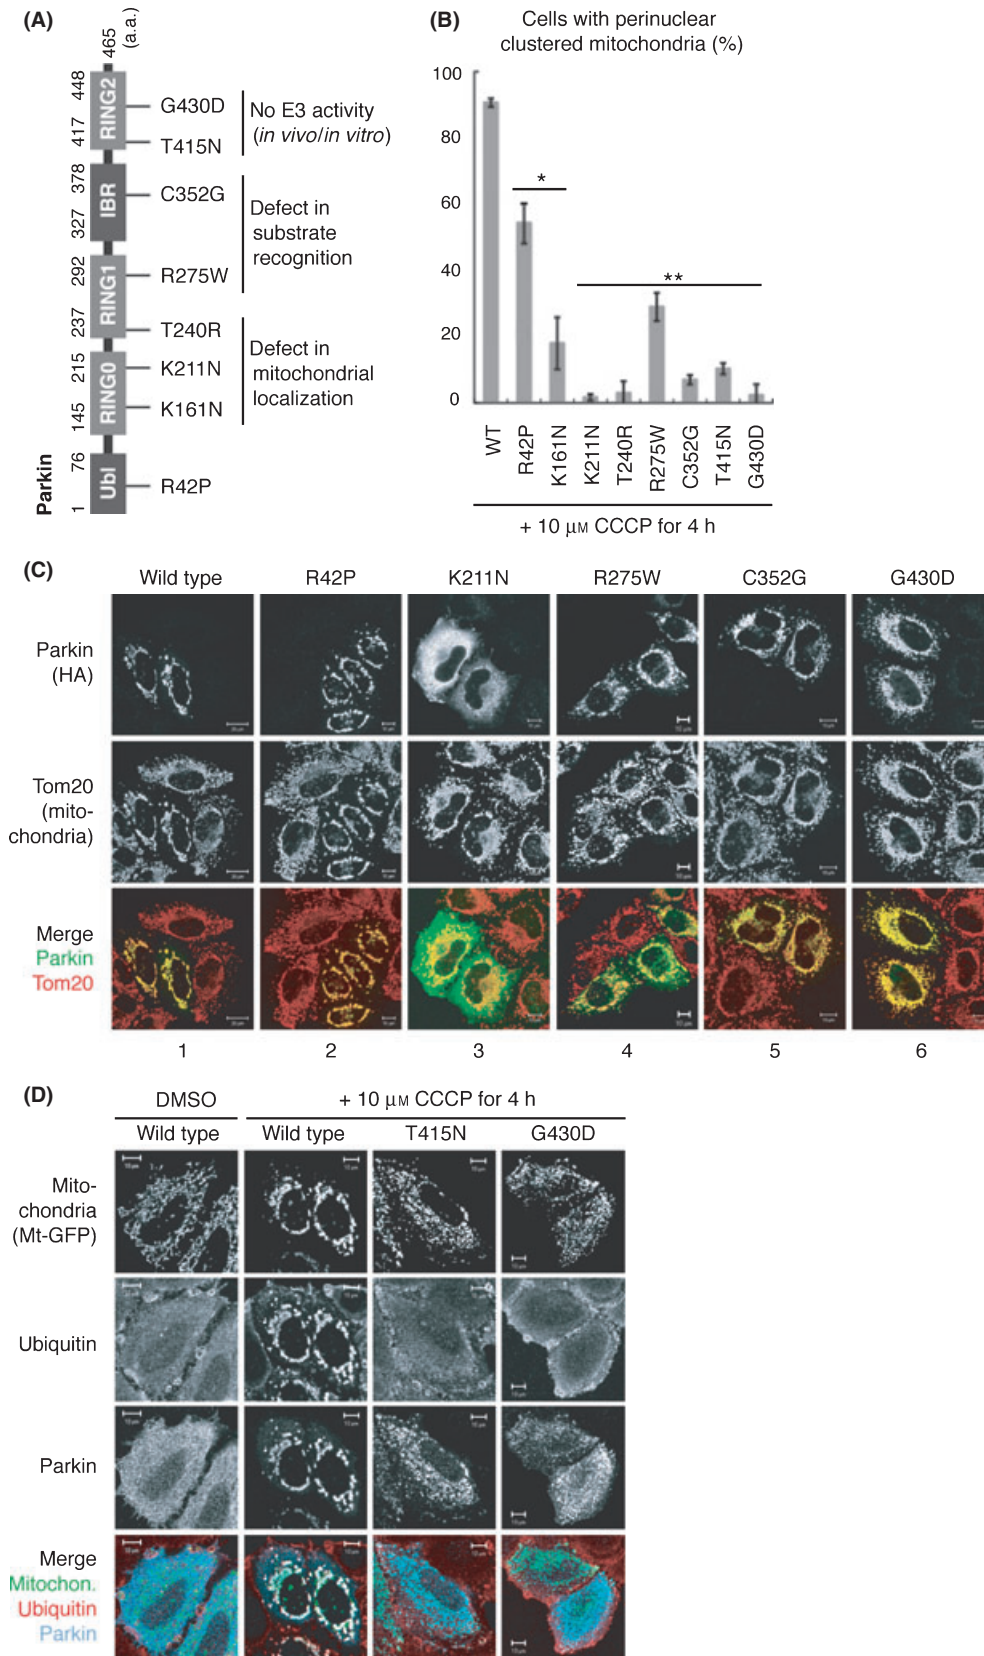 (A)
465
(a.a.)
448
417
378
327
292
237
215
145
76
1
RING2
IBR
RING1
RING0
Ubl
Parkin
G430D
T415N
C352G
R275W
T240R
K211N
K161N
R42P
No E3 activity
(in vivo/in vitro)
Defect in
substrate
recognition
Defect in
mitochondrial
localization
(B)
Cells with perinuclear
clustered mitochondria (%)
100
80
60
40
20
0
*
**
WT
R42P
K161N
K211N
T240R
R275W
C352G
T415N
G430D
+ 10 μM CCCP for 4 h
(C)
Wild type R42P K211N R275W C352G G430D
Parkin
(HA)
Tom20
(mito-
chondria)
Merge
Parkin
Tom20
1 2 3 4 5 6
(D)
DMSO + 10 μM CCCP for 4 h
Wild type Wild type T415N G430D
Mito-
chondria
(Mt-GFP)
Ubiquitin
Parkin
Merge
Mitochon.
Ubiquitin
Parkin